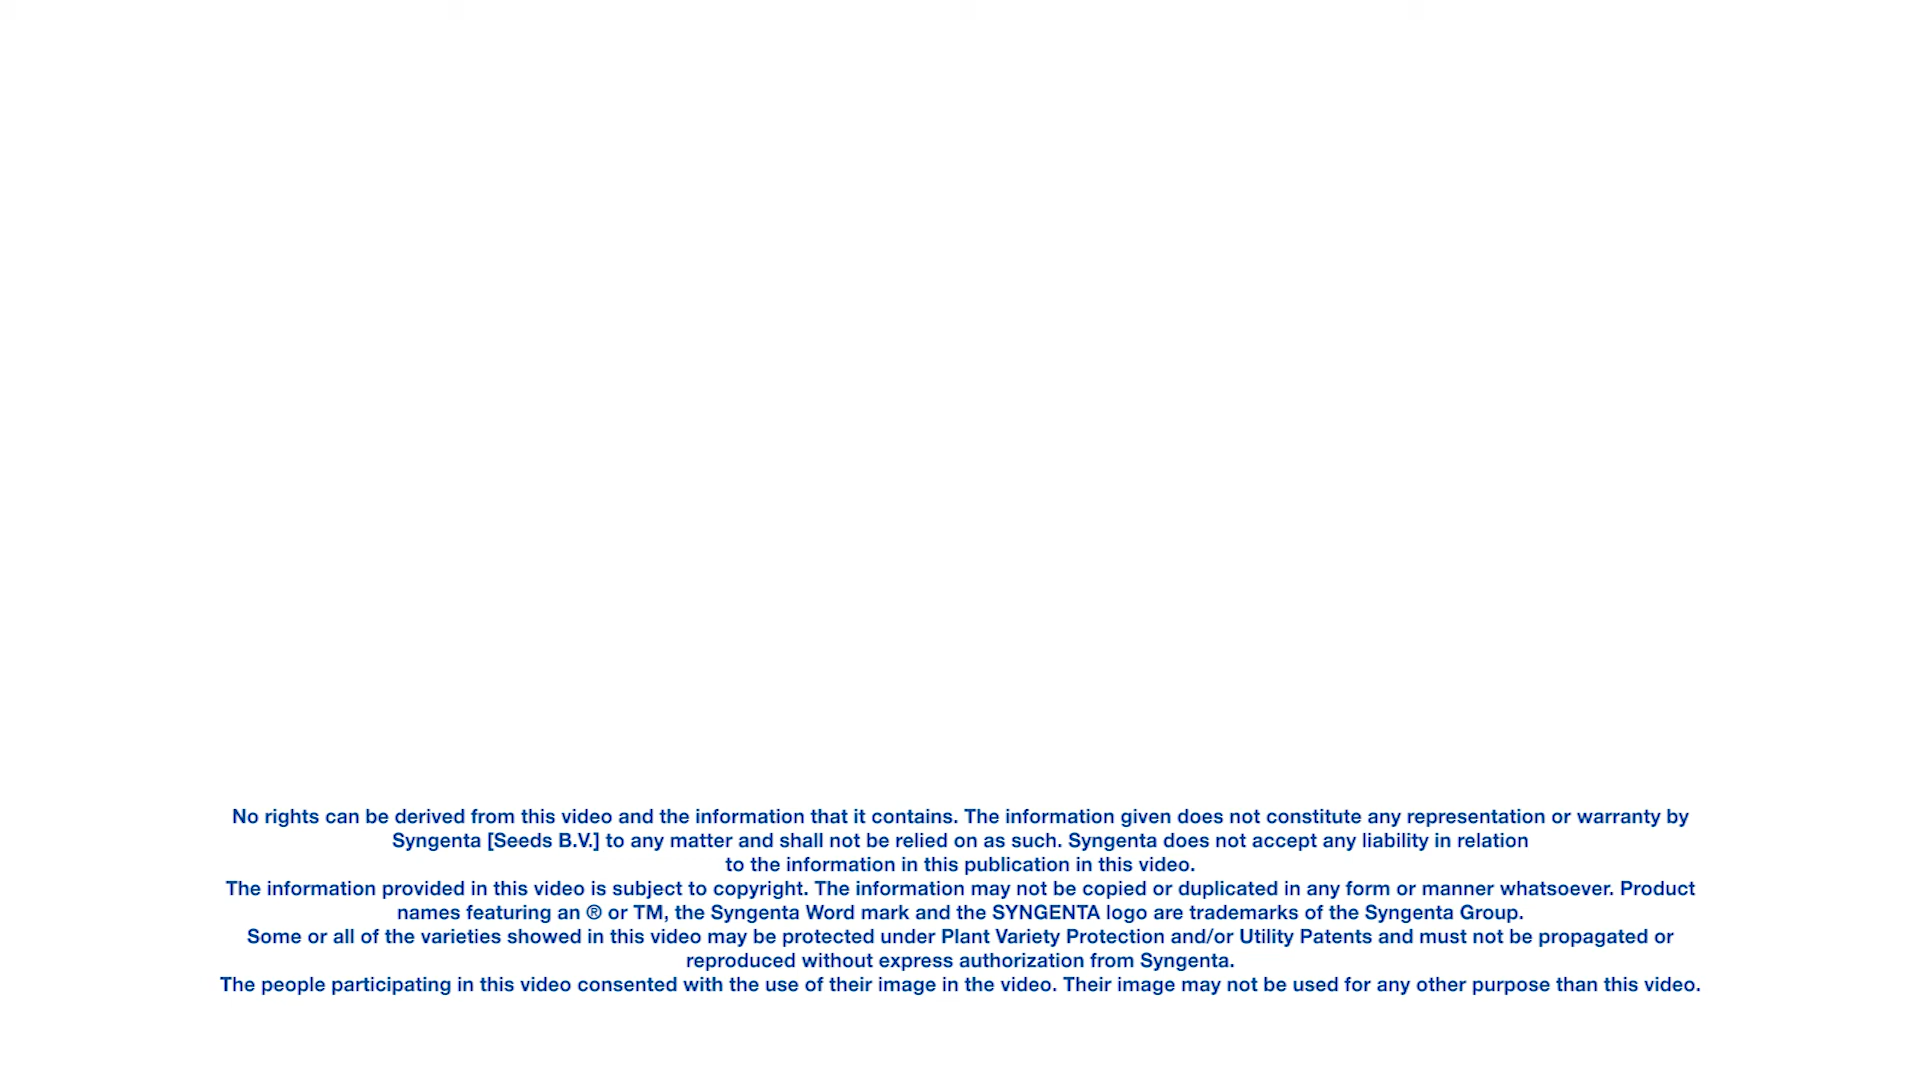 No rights can be derived from this video and the information that it contains. The information given does not constitute any representation or warranty by
Syngenta [Seeds B.V.] to any matter and shall not be relied on as such. Syngenta does not accept any liability in relation
to the information in this publication in this video.
The information provided in this video is subject to copyright. The information may not be copied or duplicated in any form or manner whatsoever. Product
names featuring an ® or TM, the Syngenta Word mark and the SYNGENTA logo are trademarks of the Syngenta Group.
Some or all of the varieties showed in this video may be protected under Plant Variety Protection and/or Utility Patents and must not be propagated or
reproduced without express authorization from Syngenta.
The people participating in this video consented with the use of their image in the video. Their image may not be used for any other purpose than this video.